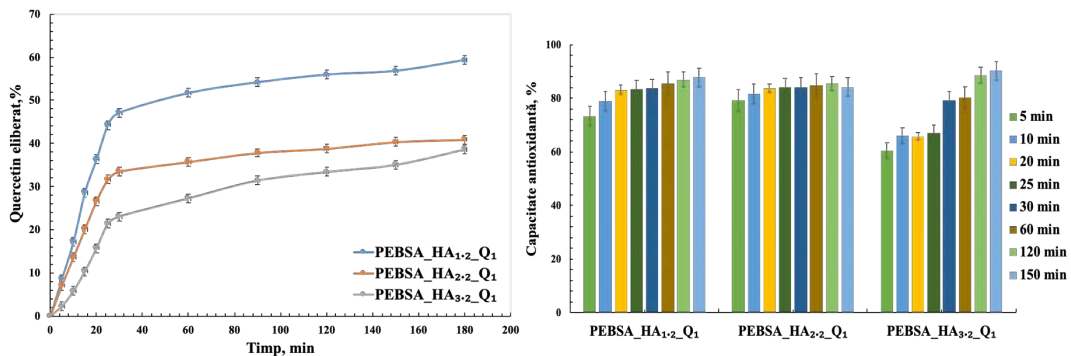 70
60
50
40
30
20
10
0
Quercetin eliberat,%
PEBSA_HA₁.₂_Q₁
PEBSA_HA₂.₂_Q₁
PEBSA_HA₃.₂_Q₁
0 20 40 60 80 100 120 140 160 180 200
Timp, min
100
80
60
40
20
0
Capacitate antioxidantă, %
PEBSA_HA₁.₂_Q₁ PEBSA_HA₂.₂_Q₁ PEBSA_HA₃.₂_Q₁
5 min
10 min
20 min
25 min
30 min
60 min
120 min
150 min